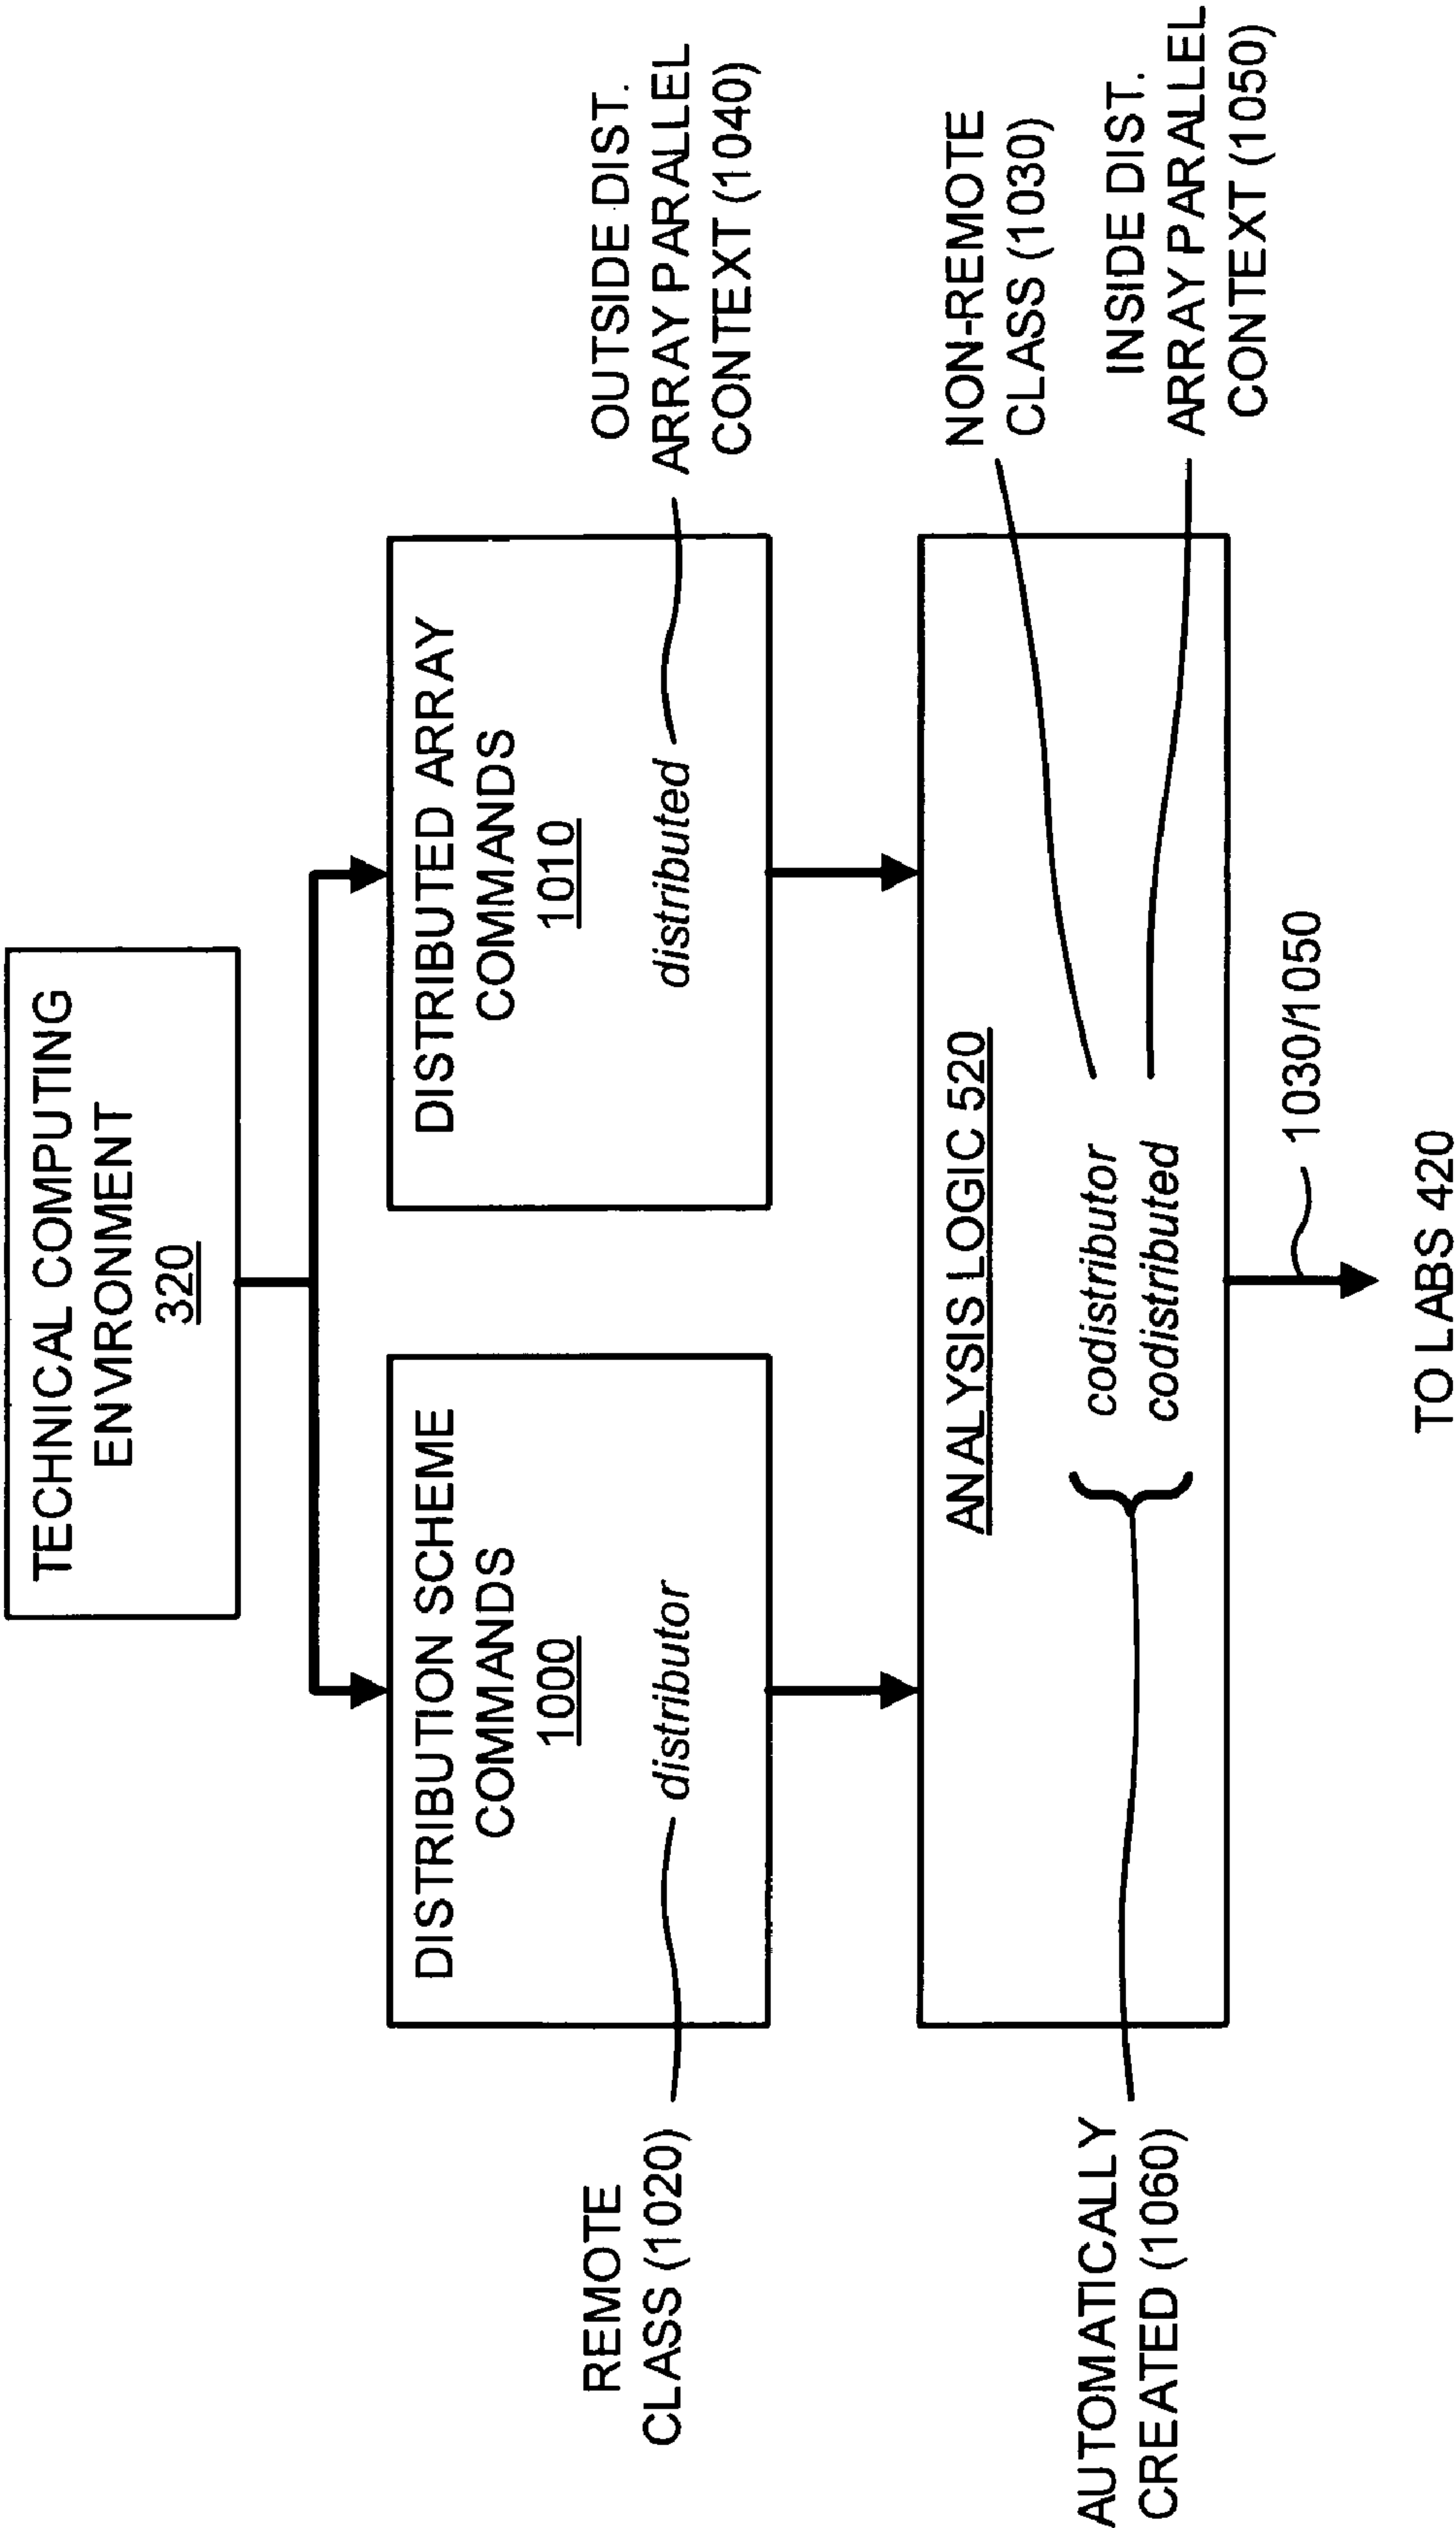 TECHNICAL COMPUTING
ENVIRONMENT
320
DISTRIBUTION SCHEME
COMMANDS
1000
distributor
REMOTE
CLASS (1020)
DISTRIBUTED ARRAY
COMMANDS
1010
distributed
OUTSIDE DIST.
ARRAY PARALLEL
CONTEXT (1040)
ANALYSIS LOGIC 520
codistributor
codistributed
AUTOMATICALLY
CREATED (1060)
NON-REMOTE
CLASS (1030)
INSIDE DIST.
ARRAY PARALLEL
CONTEXT (1050)
1030/1050
TO LABS 420